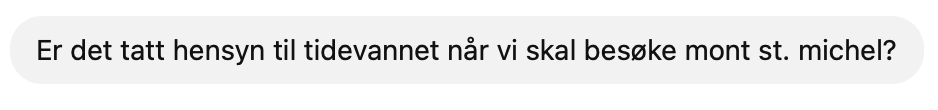 Er det tatt hensyn til tidevannet når vi skal besøke mont st. michel?